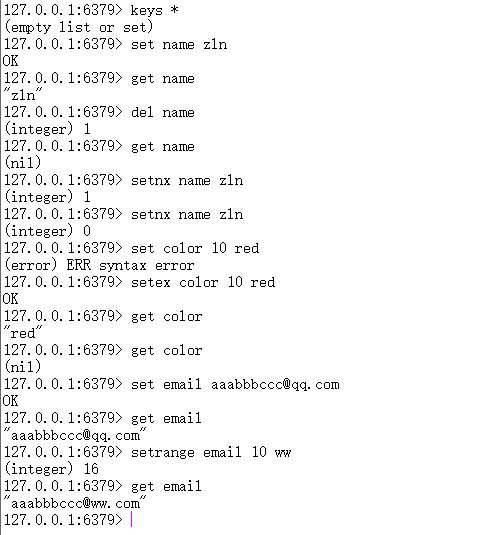 127.0.0.1:6379> keys *
(empty list or set)
127.0.0.1:6379> set name zln
OK
127.0.0.1:6379> get name
"zln"
127.0.0.1:6379> del name
(integer) 1
127.0.0.1:6379> get name
(nil)
127.0.0.1:6379> setnx name zln
(integer) 1
127.0.0.1:6379> setnx name zln
(integer) 0
127.0.0.1:6379> set color 10 red
(error) ERR syntax error
127.0.0.1:6379> setex color 10 red
OK
127.0.0.1:6379> get color
"red"
127.0.0.1:6379> get color
(nil)
127.0.0.1:6379> set email aaabbbccc@qq.com
OK
127.0.0.1:6379> get email
"aaabbbccc@qq.com"
127.0.0.1:6379> setrange email 10 ww
(integer) 16
127.0.0.1:6379> get email
"aaabbbccc@ww.com"
127.0.0.1:6379>